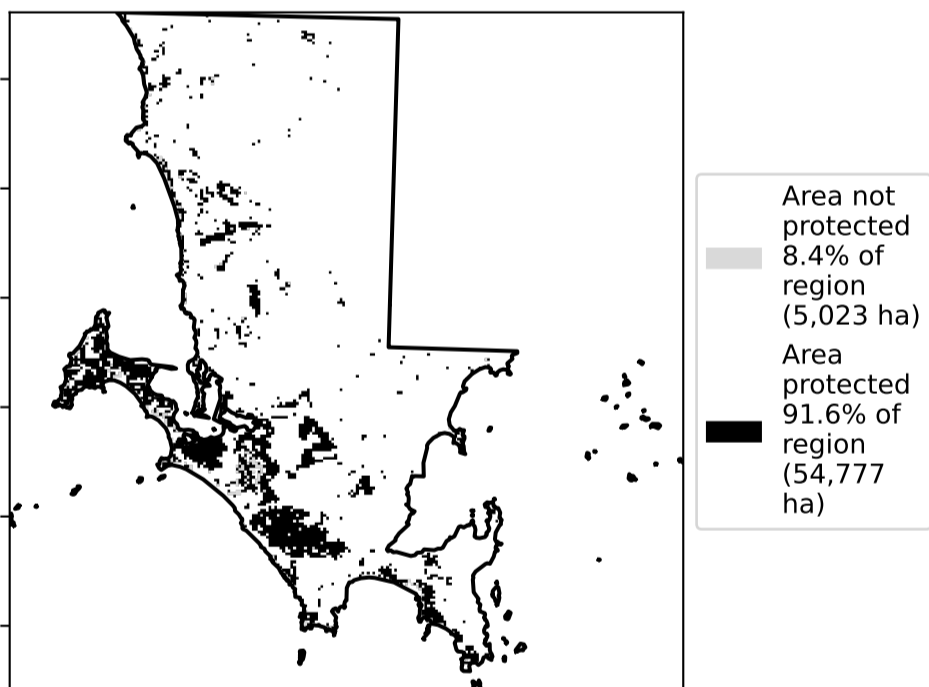 Area not
protected
8.4% of
region
(5,023 ha)
Area
protected
91.6% of
region
(54,777
ha)